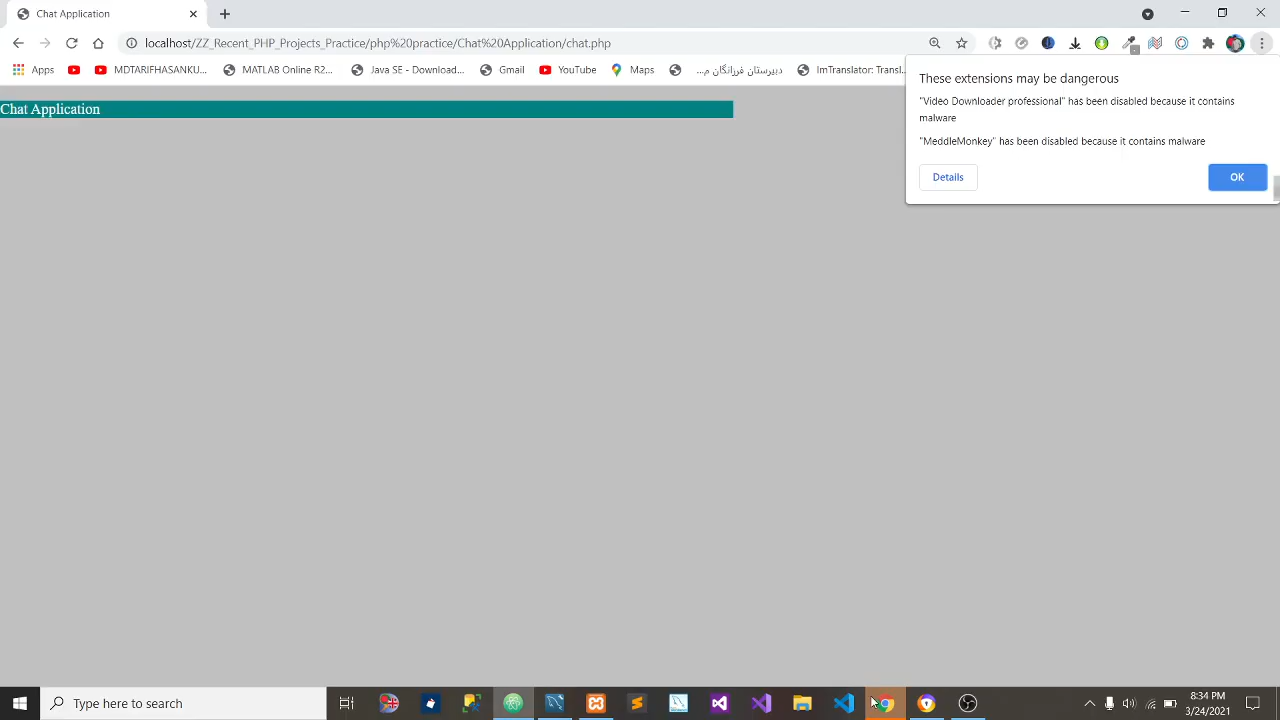 Chat Application
localhost/ZZ_Recent_PHP_Projects_Practice/php%20practice/Chat%20Application/chat.php
Apps
MDTARIFHASANKU...
MATLAB Online R2...
Java SE - Download...
Gmail
YouTube
Maps
دبیرستان فرزانگان م...
ImTranslator: Transl...
These extensions may be dangerous
"Video Downloader professional" has been disabled because it contains
malware
"MeddleMonkey" has been disabled because it contains malware
Details
OK
Chat Application
Type here to search
8:34 PM
3/24/2021